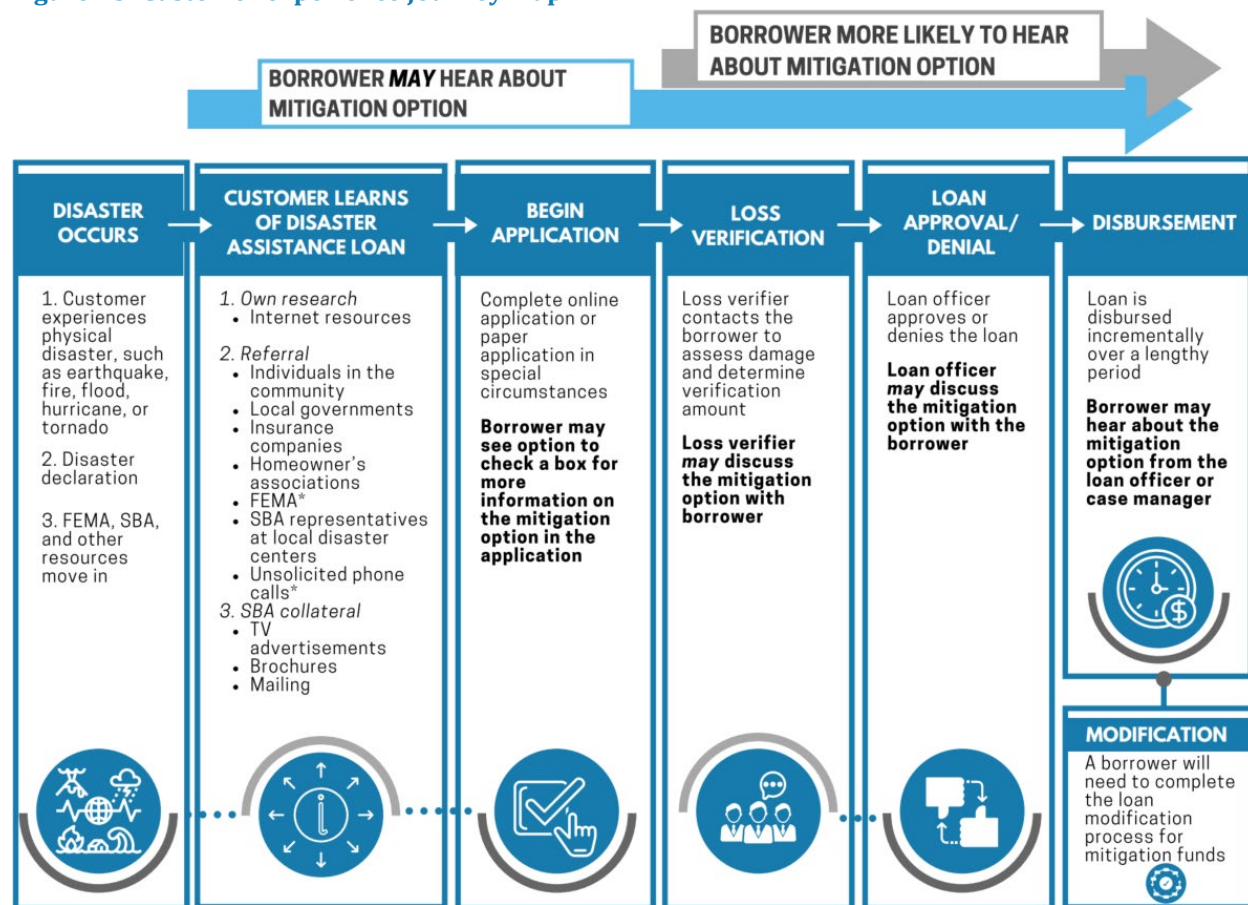 BORROWER MORE LIKELY TO HEAR
ABOUT MITIGATION OPTION
BORROWER MAY HEAR ABOUT
MITIGATION OPTION
DISASTER
OCCURS
1. Customer
experiences
physical
disaster, such
as earthquake,
fire, flood,
hurricane, or
tornado
2. Disaster
declaration
3. FEMA, SBA,
and other
resources
move in
CUSTOMER LEARNS
OF DISASTER
ASSISTANCE LOAN
1. Own research
• Internet resources
2. Referral
• Individuals in the
community
• Local governments
• Insurance
companies
• Homeowner's
associations
• FEMA*
• SBA representatives
at local disaster
centers
• Unsolicited phone
calls*
3. SBA collateral
• TV
advertisements
• Brochures
• Mailing
BEGIN
APPLICATION
Complete online
application or
paper
application in
special
circumstances
Borrower may
see option to
check a box for
more
information on
the mitigation
option in the
application
LOSS
VERIFICATION
Loss verifier
contacts the
borrower to
assess damage
and determine
verification
amount
Loss verifier
may discuss
the mitigation
option with
borrower
LOAN
APPROVAL/
DENIAL
Loan officer
approves or
denies the loan
Loan officer
may discuss
the mitigation
option with the
borrower
DISBURSEMENT
Loan is
disbursed
incrementally
over a lengthy
period
Borrower may
hear about the
mitigation
option from the
loan officer or
case manager
$
MODIFICATION
A borrower will
need to complete
the loan
modification
process for
mitigation funds